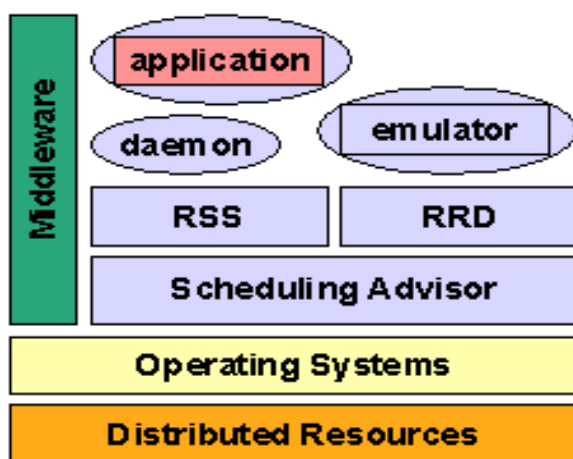 Middleware
application
daemon
emulator
RSS
RRD
Scheduling Advisor
Operating Systems
Distributed Resources